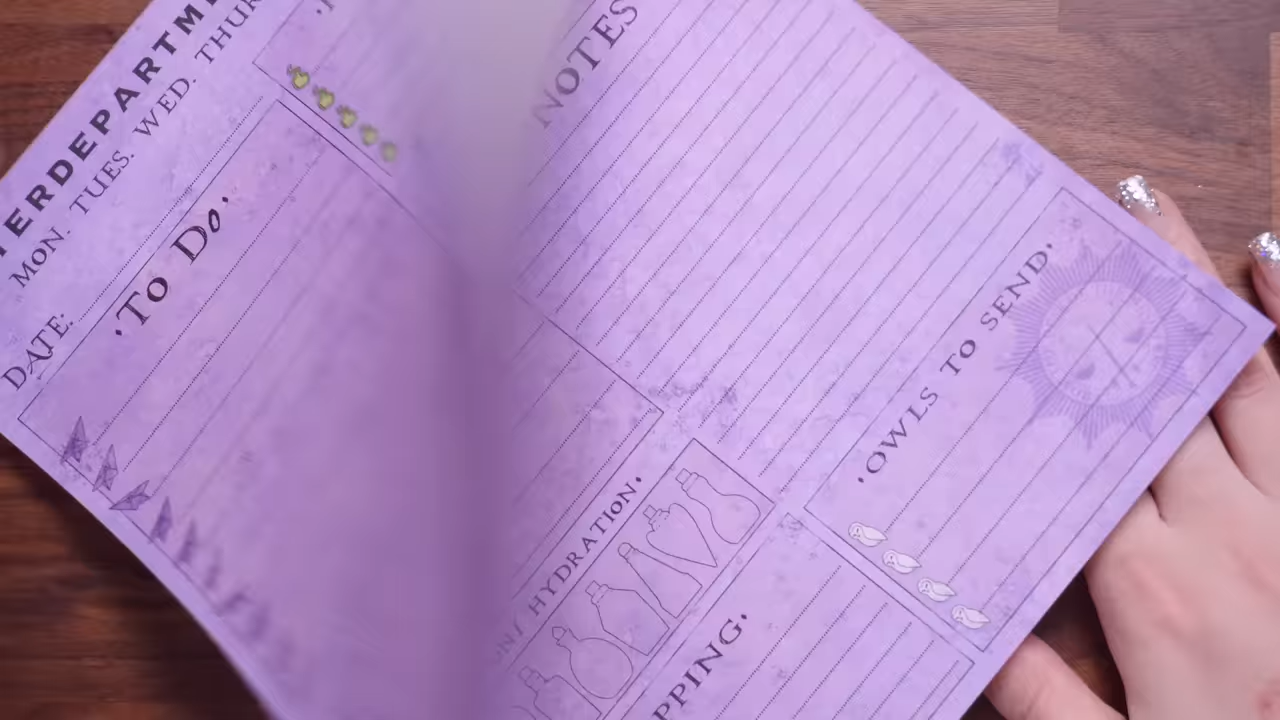 ERDEPARTM
MON. TUES. WED. THUR
DATE:
'TO DO'
NOTES
HYDRATION.
'OWLS TO SEND'
PPING.